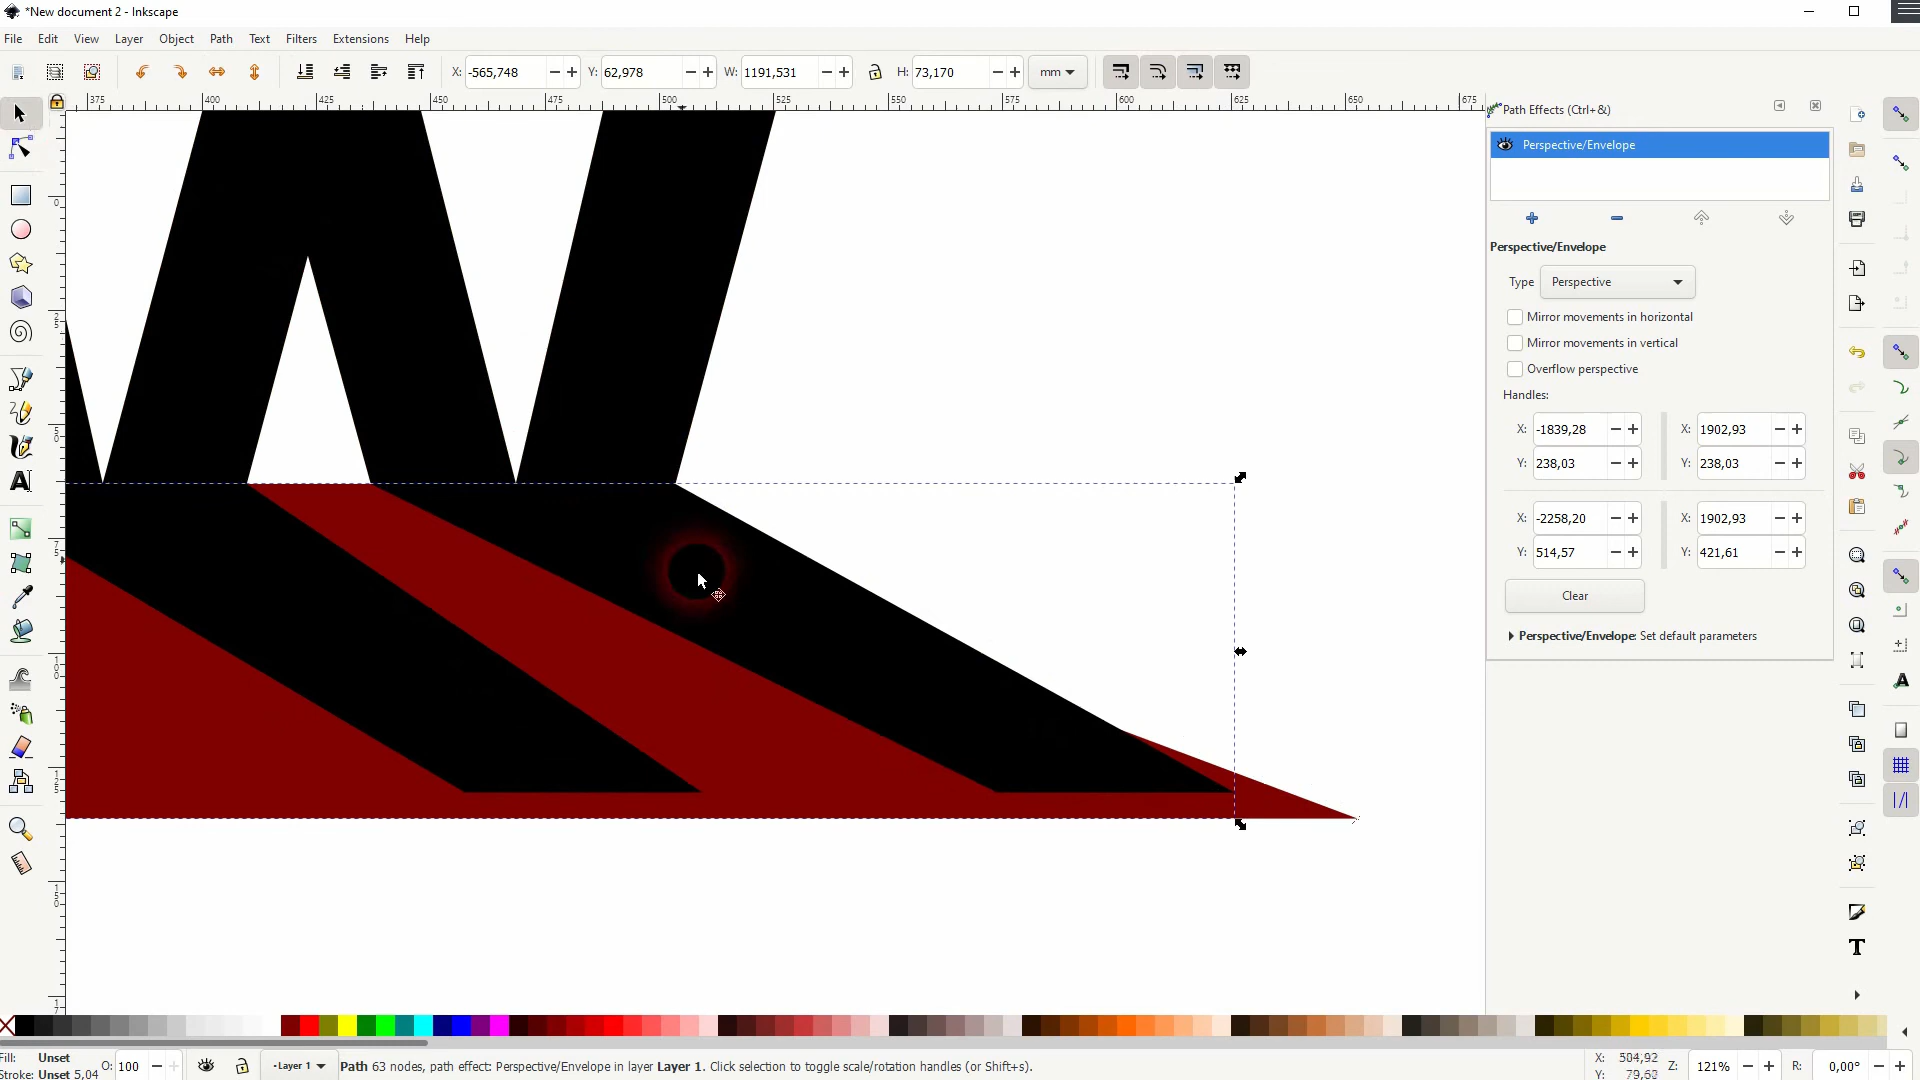 *New document 2 - Inkscape
File Edit View Layer Object Path Text Filters Extensions Help
X: -565,748 Y: 62,978 W: 1191,531 H: 73,170 mm
375 400 425 450 475 500 525 550 575 600 625 650 675
Path Effects (Ctrl+&)
Perspective/Envelope
Perspective/Envelope
Type Perspective
Mirror movements in horizontal
Mirror movements in vertical
Overflow perspective
Handles:
X: -1839,28 X: 1902,93
Y: 238,03 Y: 238,03
X: -2258,20 X: 1902,93
Y: 514,57 Y: 421,61
Clear
Perspective/Envelope: Set default parameters
Fill: Unset
Stroke: Unset 5,04 O: 100 Layer 1 Path 63 nodes, path effect: Perspective/Envelope in layer Layer 1. Click selection to toggle scale/rotation handles (or Shift+s).
X: 504,92
Y: 79,60 Z: 121% R: 0,00°